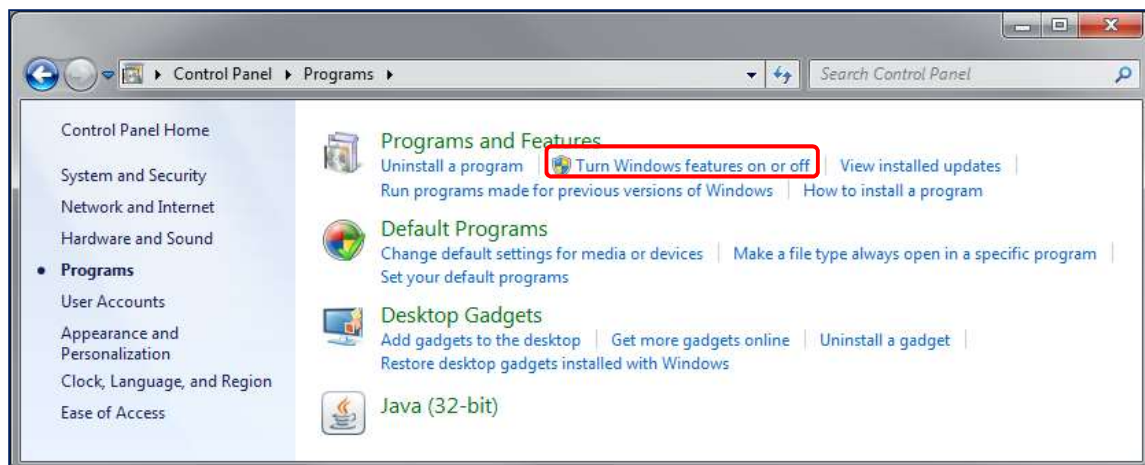 Control Panel Programs
Search Control Panel
Control Panel Home
System and Security
Network and Internet
Hardware and Sound
Programs
User Accounts
Appearance and
Personalization
Clock, Language, and Region
Ease of Access
Programs and Features
Uninstall a program Turn Windows features on or off View installed updates
Run programs made for previous versions of Windows How to install a program
Default Programs
Change default settings for media or devices Make a file type always open in a specific program
Set your default programs
Desktop Gadgets
Add gadgets to the desktop Get more gadgets online Uninstall a gadget
Restore desktop gadgets installed with Windows
Java (32-bit)